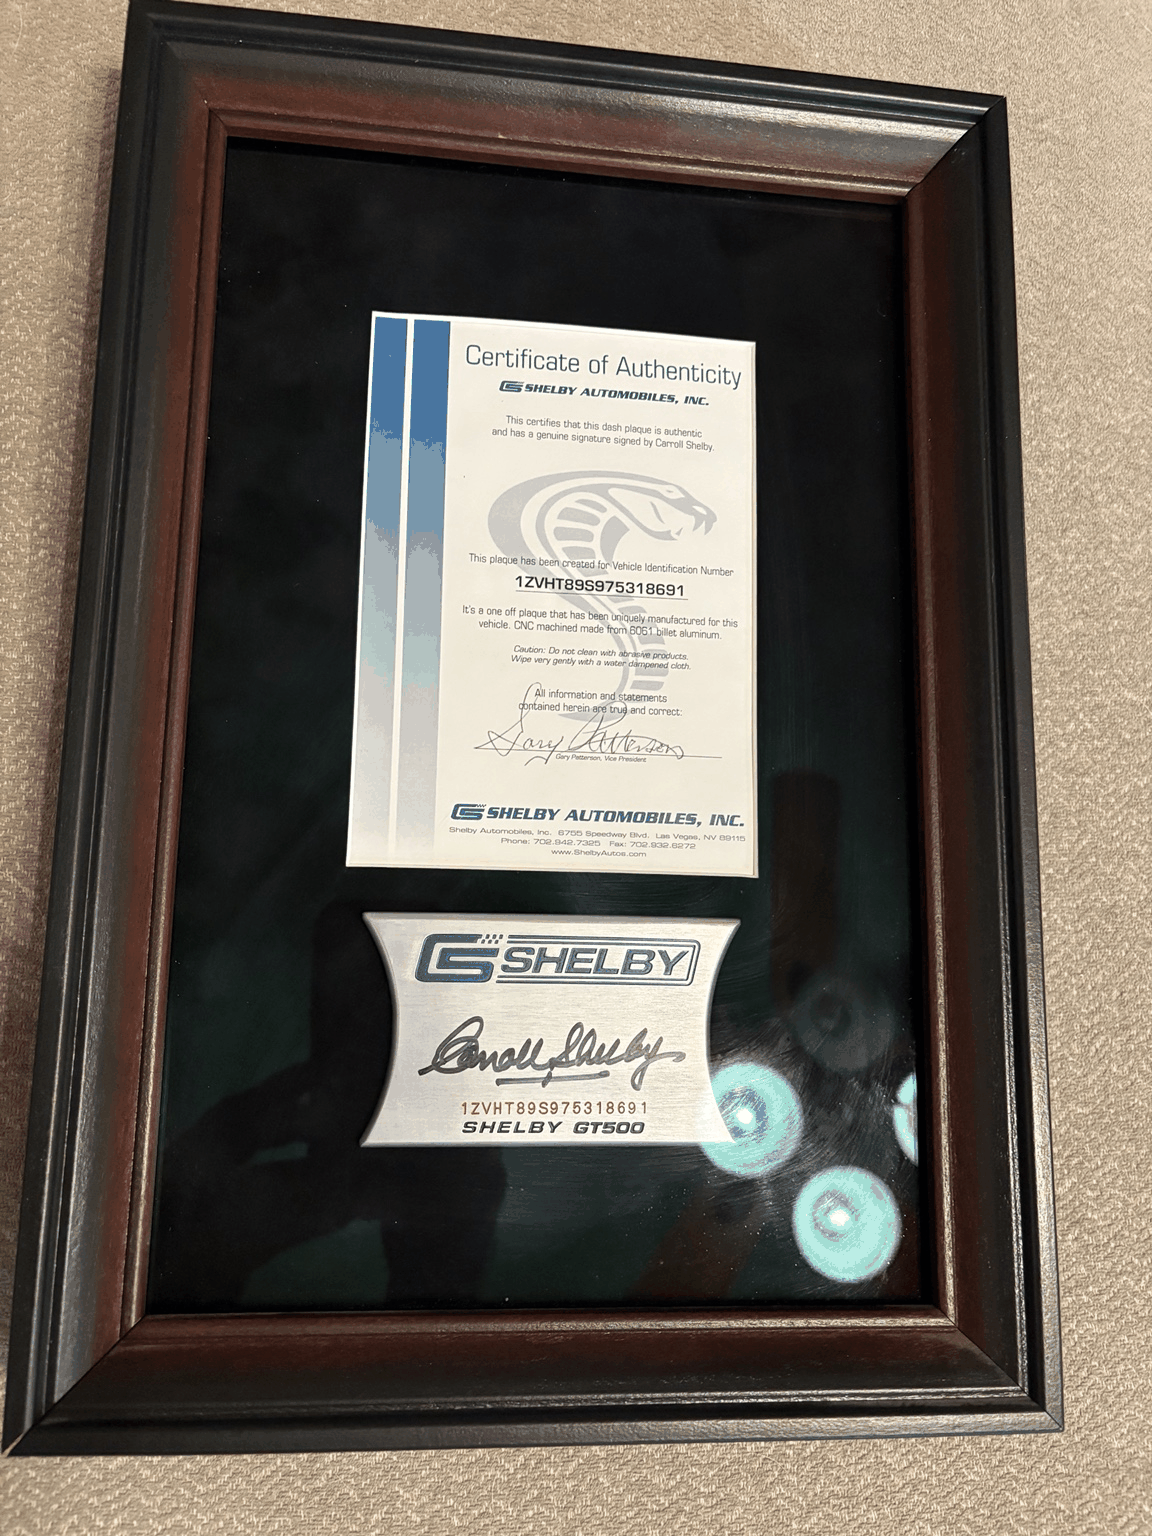 Certificate of Authenticity
CS SHELBY AUTOMOBILES, INC.
This certifies that this dash plaque is authentic
and has a genuine signature signed by Carroll Shelby.
This plaque has been created for Vehicle Identification Number
1ZVHT89S975318691
It's a one off plaque that has been uniquely manufactured for this
vehicle. CNC machined made from 6061 billet aluminum.
Caution: Do not clean with abrasive products.
Wipe very gently with a water dampened cloth.
All information and statements
contained herein are true and correct:
Gary Patterson
Gary Patterson, Vice President
CS SHELBY AUTOMOBILES, INC.
Shelby Automobiles, Inc. 6755 Speedway Blvd. Las Vegas, NV 89115
Phone: 702.942.7325 Fax: 702.932.8272
www.ShelbyAutos.com
CS SHELBY
Carroll Shelby
1ZVHT89S975318691
SHELBY GT500